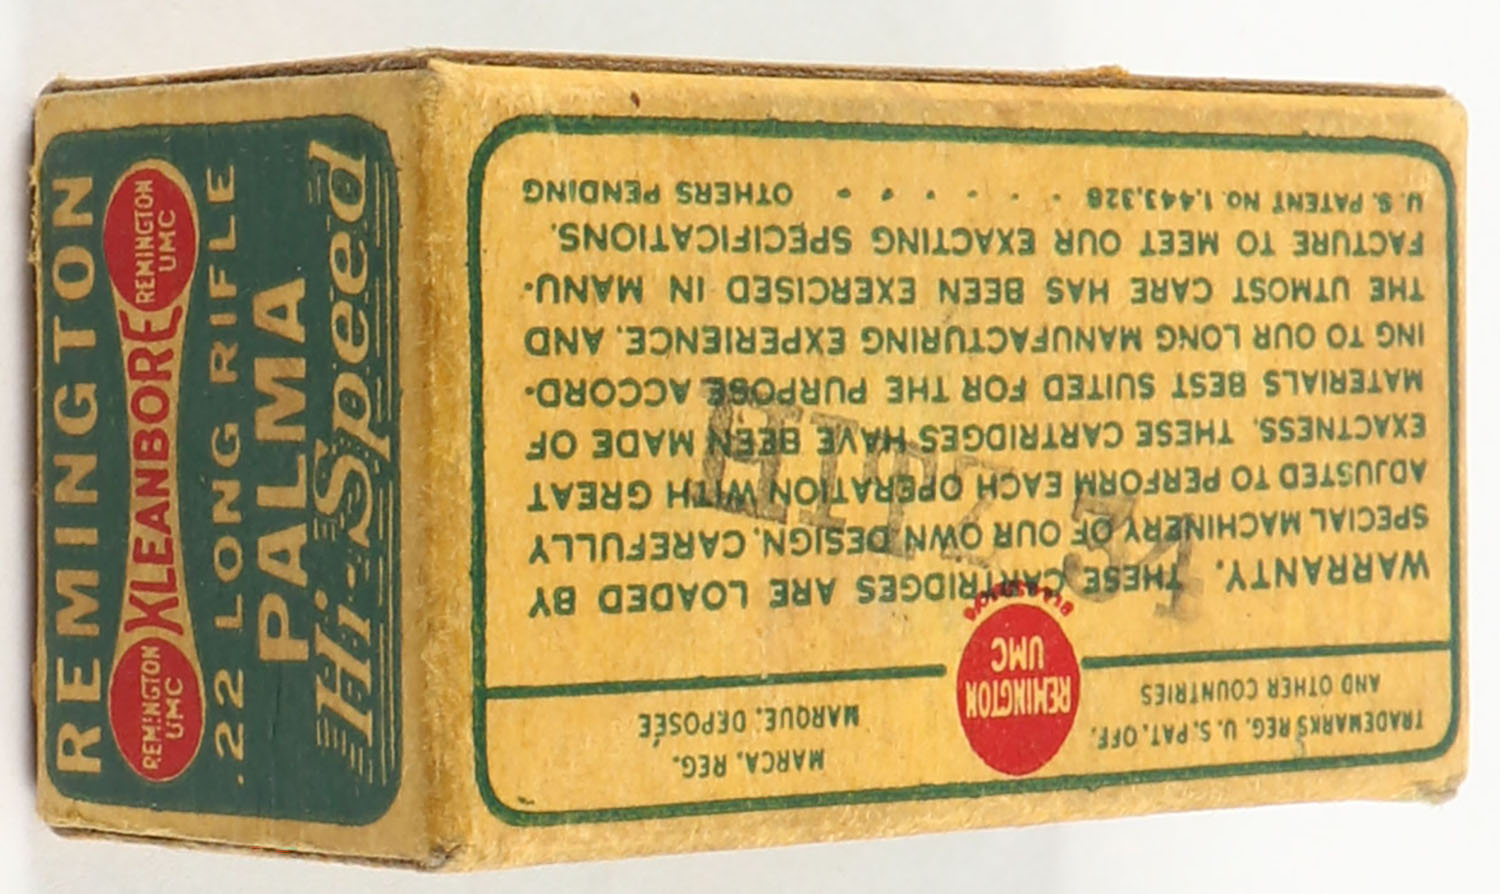 REMINGTON
REMINGTON
UMC
KLEANBORE
REMINGTON
UMC
.22 LONG RIFLE
PALMA
Hi-Speed
TRADEMARKS REG. U.S. PAT. OFF.
AND OTHER COUNTRIES
REMINGTON
UMC
MARCA. REG.
MARQUE. DEPOSÉE
WARRANTY. THESE CARTRIDGES ARE LOADED BY
SPECIAL MACHINERY OF OUR OWN DESIGN, CAREFULLY
ADJUSTED TO PERFORM EACH OPERATION WITH GREAT
EXACTNESS. THESE CARTRIDGES HAVE BEEN MADE OF
MATERIALS BEST SUITED FOR THE PURPOSE ACCORD-
ING TO OUR LONG MANUFACTURING EXPERIENCE, AND
THE UTMOST CARE HAS BEEN EXERCISED IN MANU-
FACTURE TO MEET OUR EXACTING SPECIFICATIONS.
U. S. PATENT NO. 1,443,328 . . . . . . OTHERS PENDING